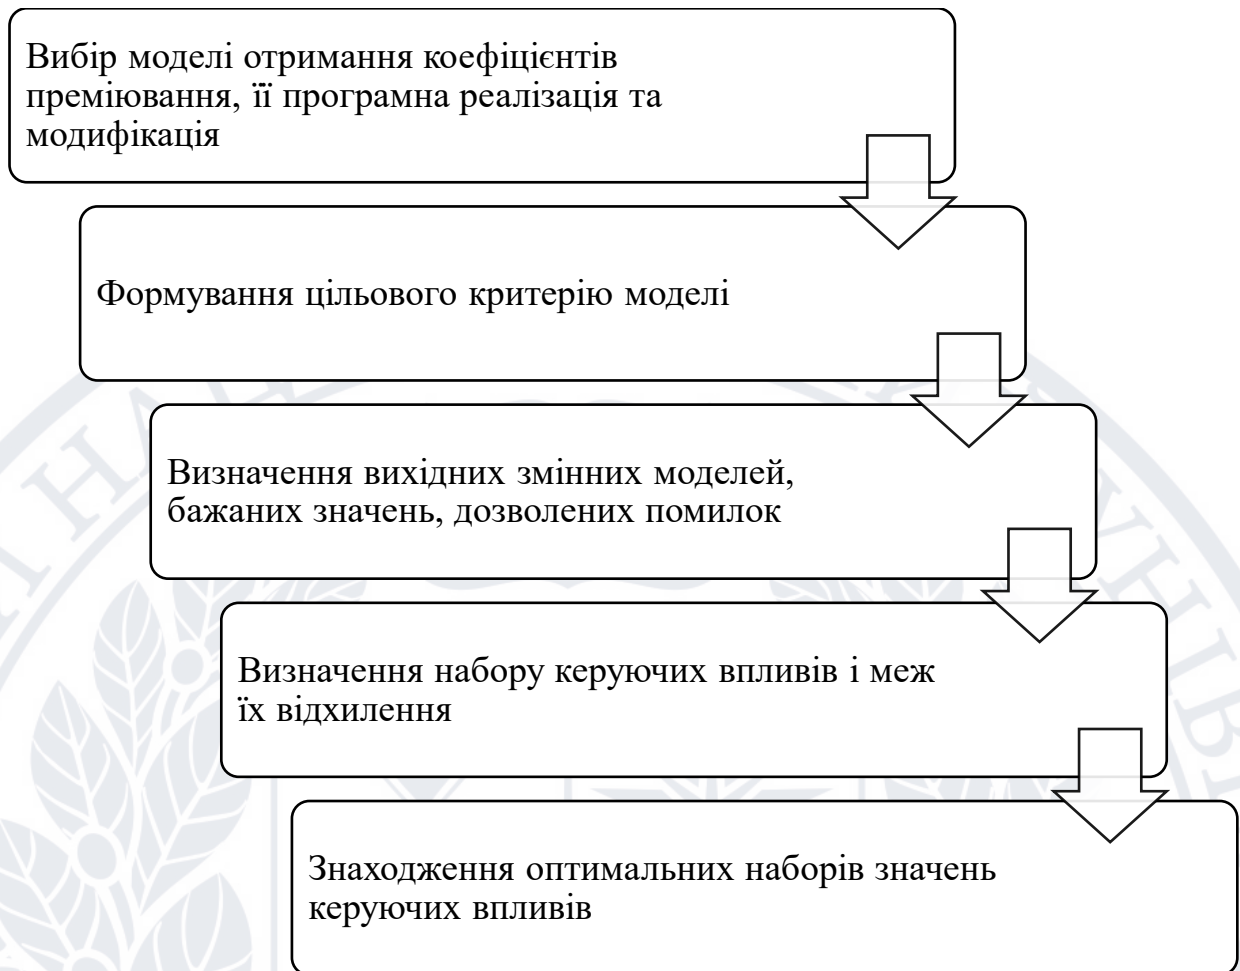 Вибір моделі отримання коефіцієнтів
преміювання, її програмна реалізація та
модифікація
Формування цільового критерію моделі
Визначення вихідних змінних моделей,
бажаних значень, дозволених помилок
Визначення набору керуючих впливів і меж
їх відхилення
Знаходження оптимальних наборів значень
керуючих впливів